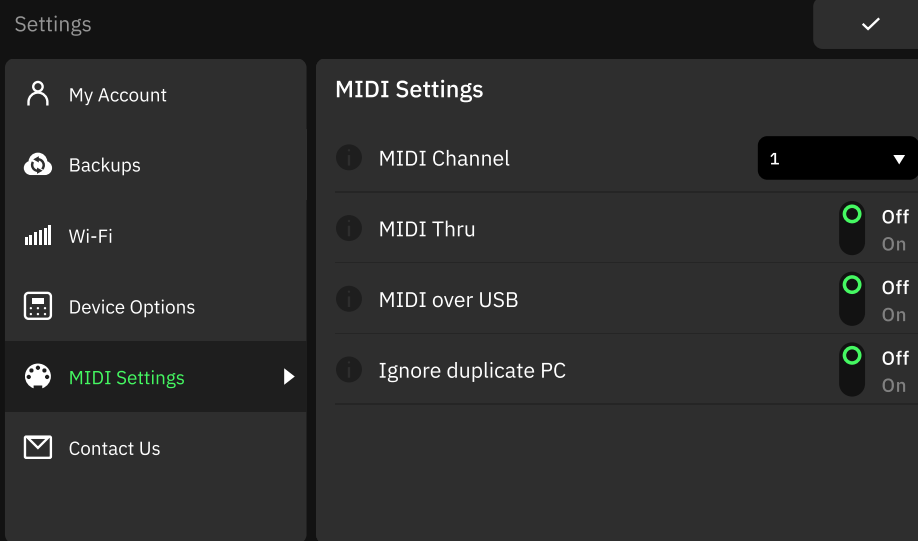 Settings
My Account
Backups
Wi-Fi
Device Options
MIDI Settings
Contact Us
MIDI Settings
MIDI Channel
1
MIDI Thru
Off
On
MIDI over USB
Off
On
Ignore duplicate PC
Off
On